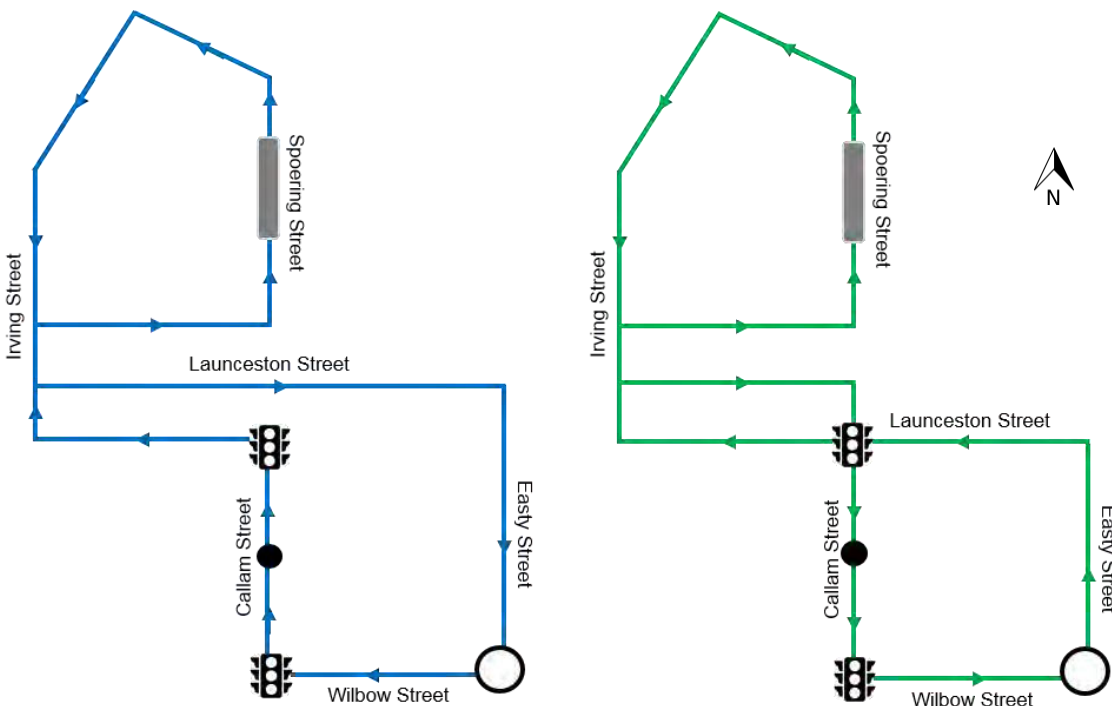 Spoering Street
Irving Street
Launceston Street
Easty Street
Callam Street
Wilbow Street
Spoering Street
N
Irving Street
Launceston Street
Easty Street
Callam Street
Wilbow Street